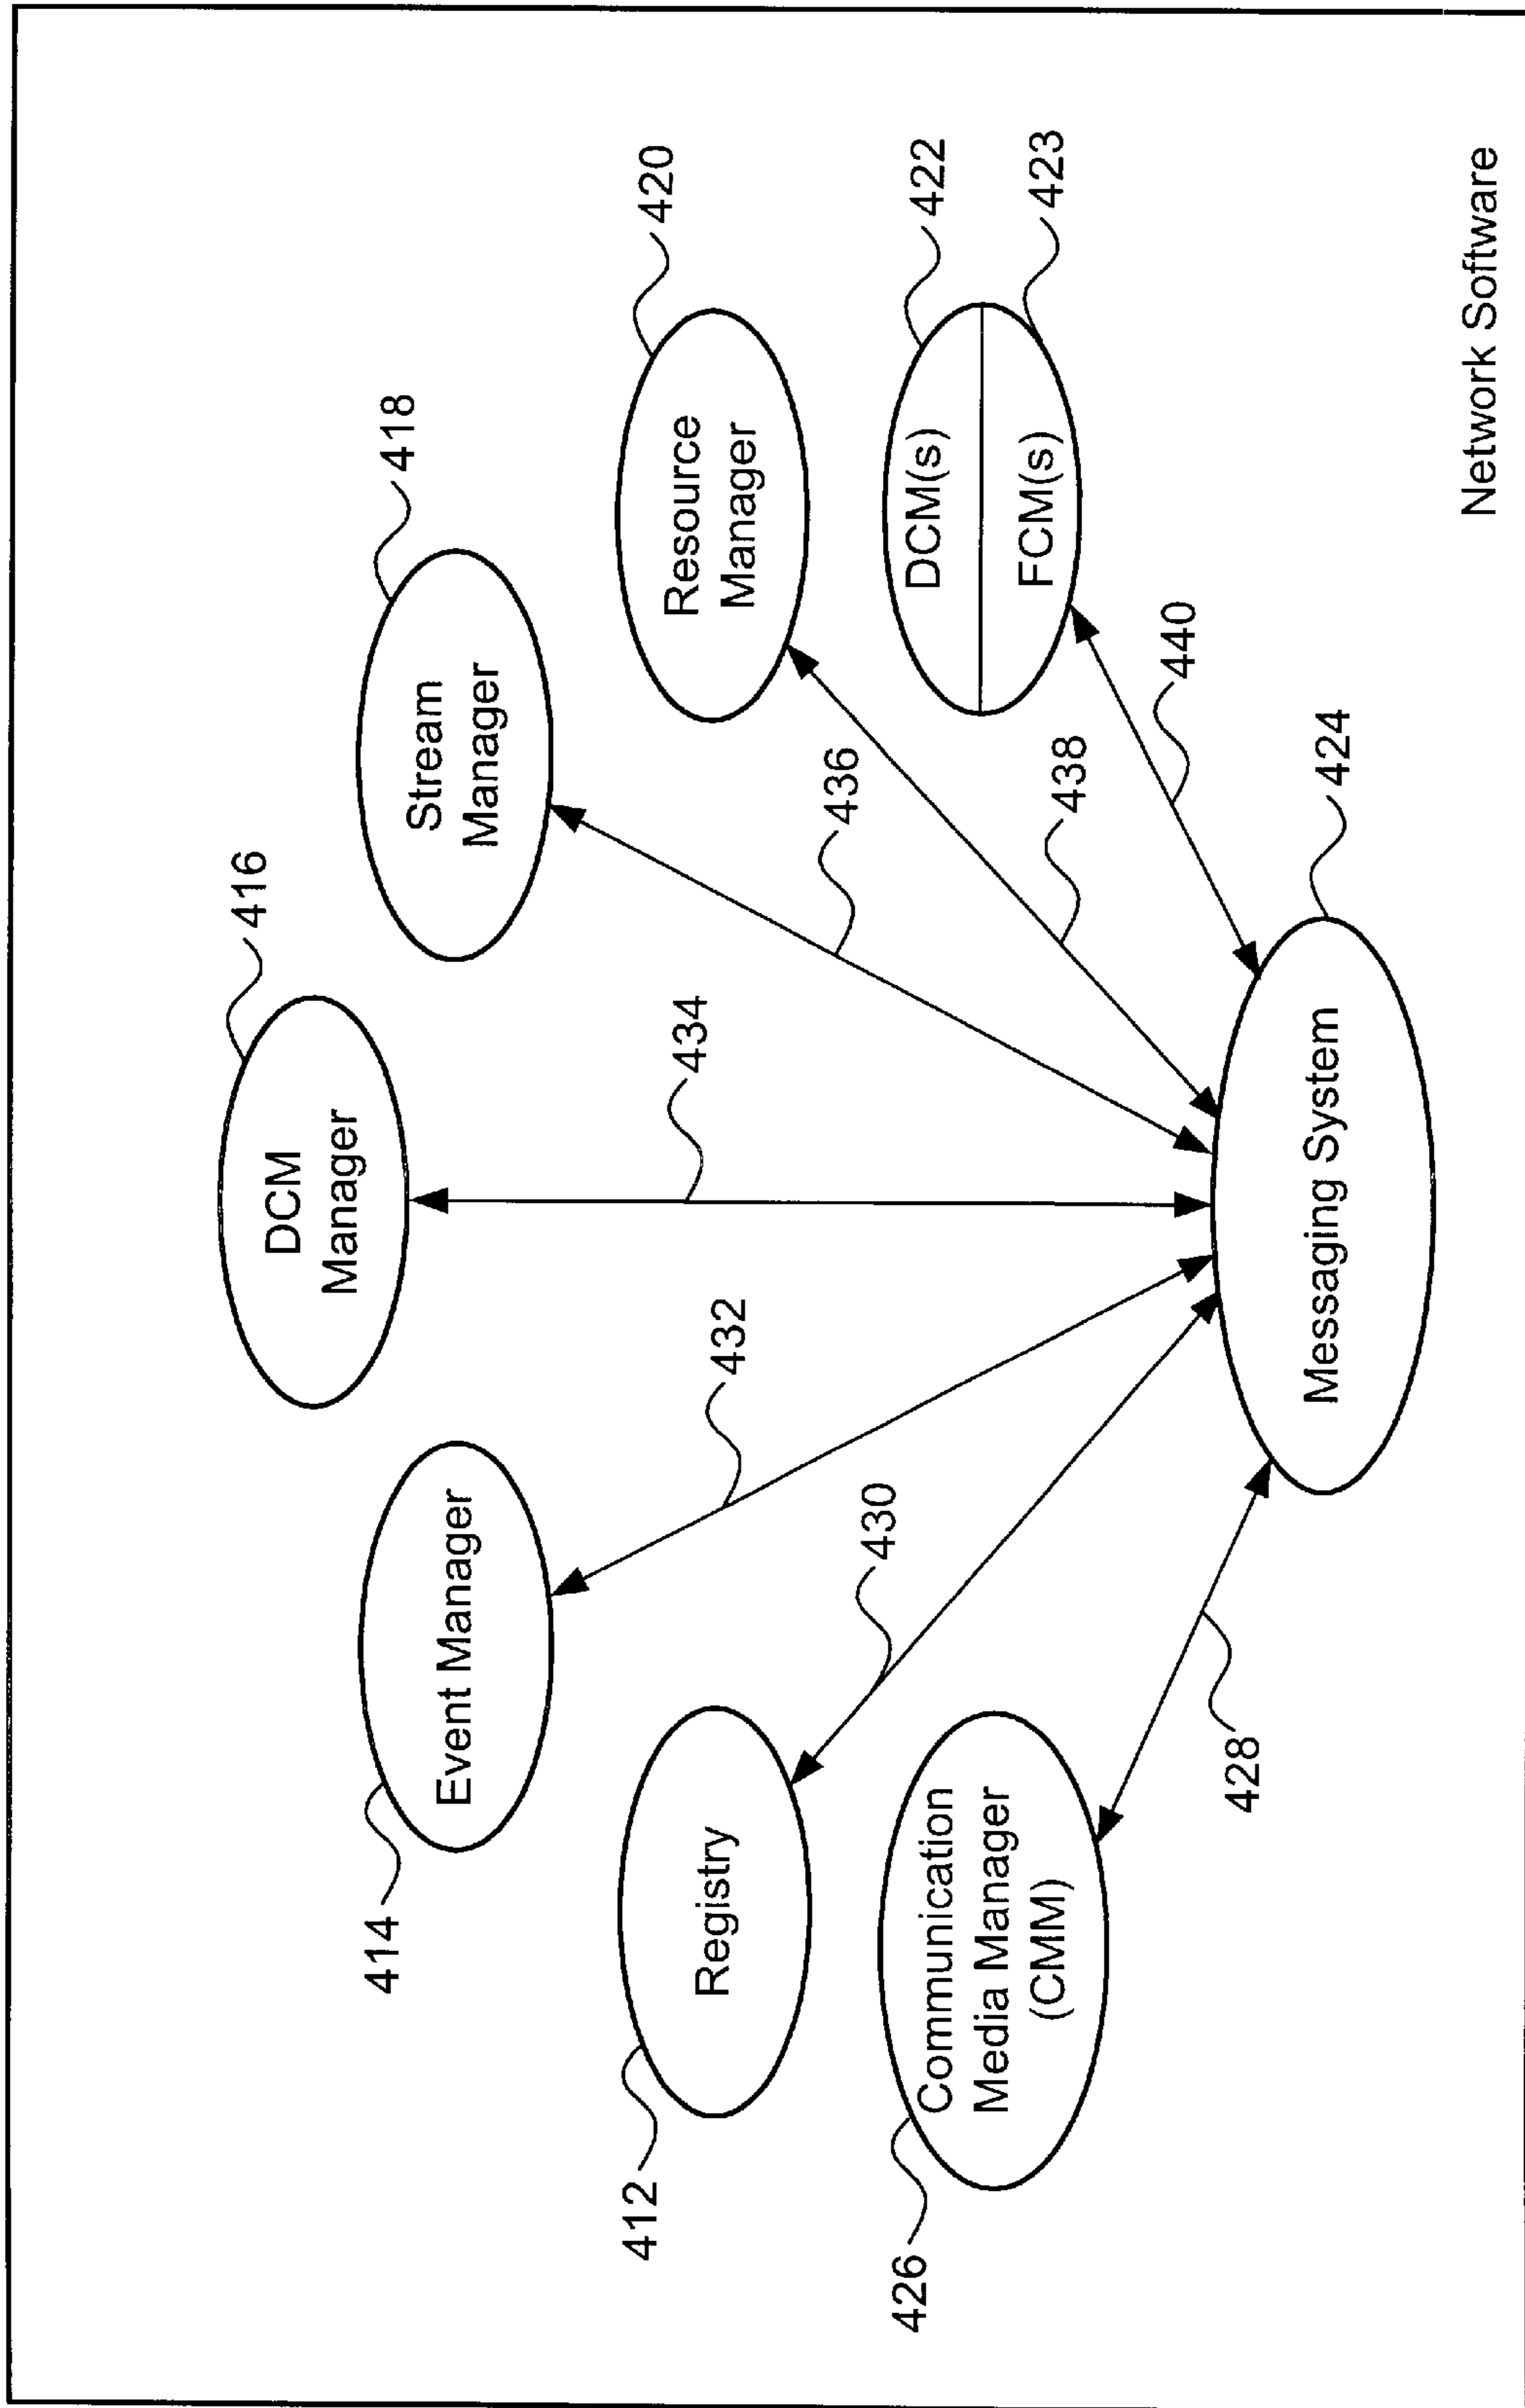 416
DCM
Manager
414
Event Manager
418
Stream
Manager
434
432
436
412
Registry
420
Resource
Manager
430
438
426
Communication
Media Manager
(CMM)
422
DCM(s)
FCM(s)
423
428
440
424
Messaging System
Network Software